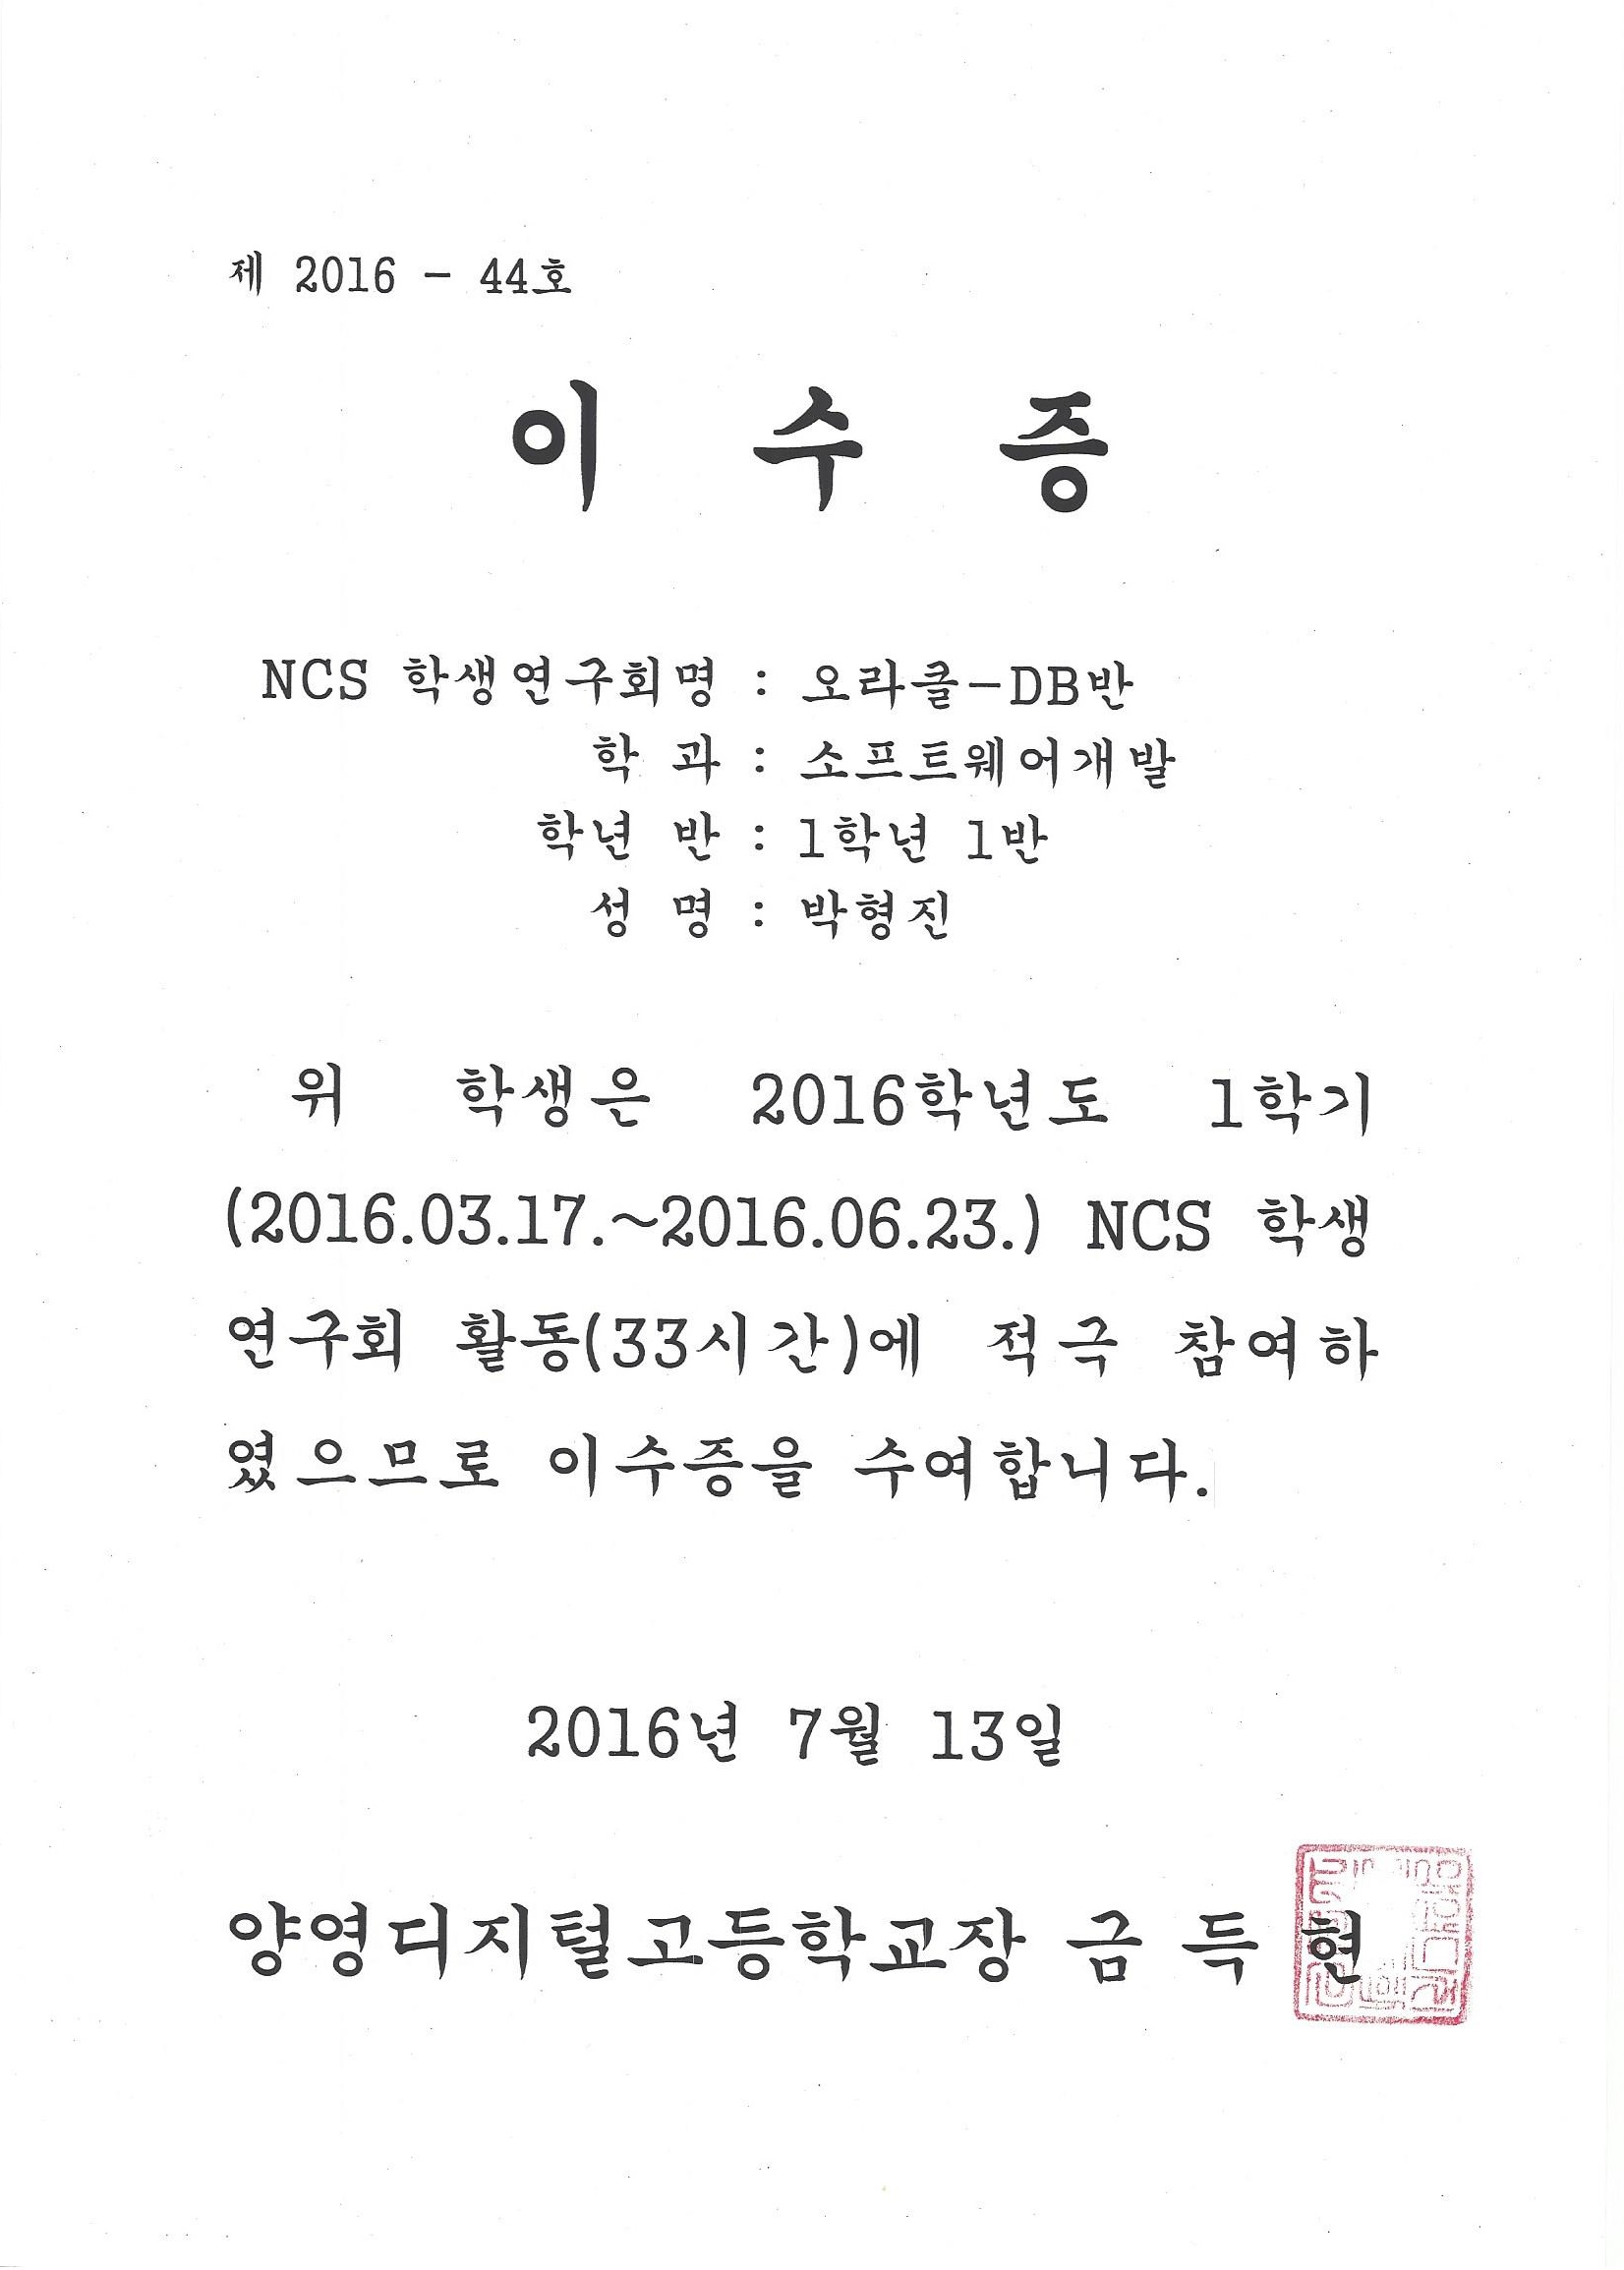 제 2016 - 44호
이 수 증
NCS 학생연구회명 : 오라클-DB반
학 과 : 소프트웨어개발
학년 반 : 1학년 1반
성 명 : 박형진
위 학생은 2016학년도 1학기
(2016.03.17.~2016.06.23.) NCS 학생
연구회 활동(33시간)에 적극 참여하
였으므로 이수증을 수여합니다.
2016년 7월 13일
양영디지털고등학교장 금 득 현